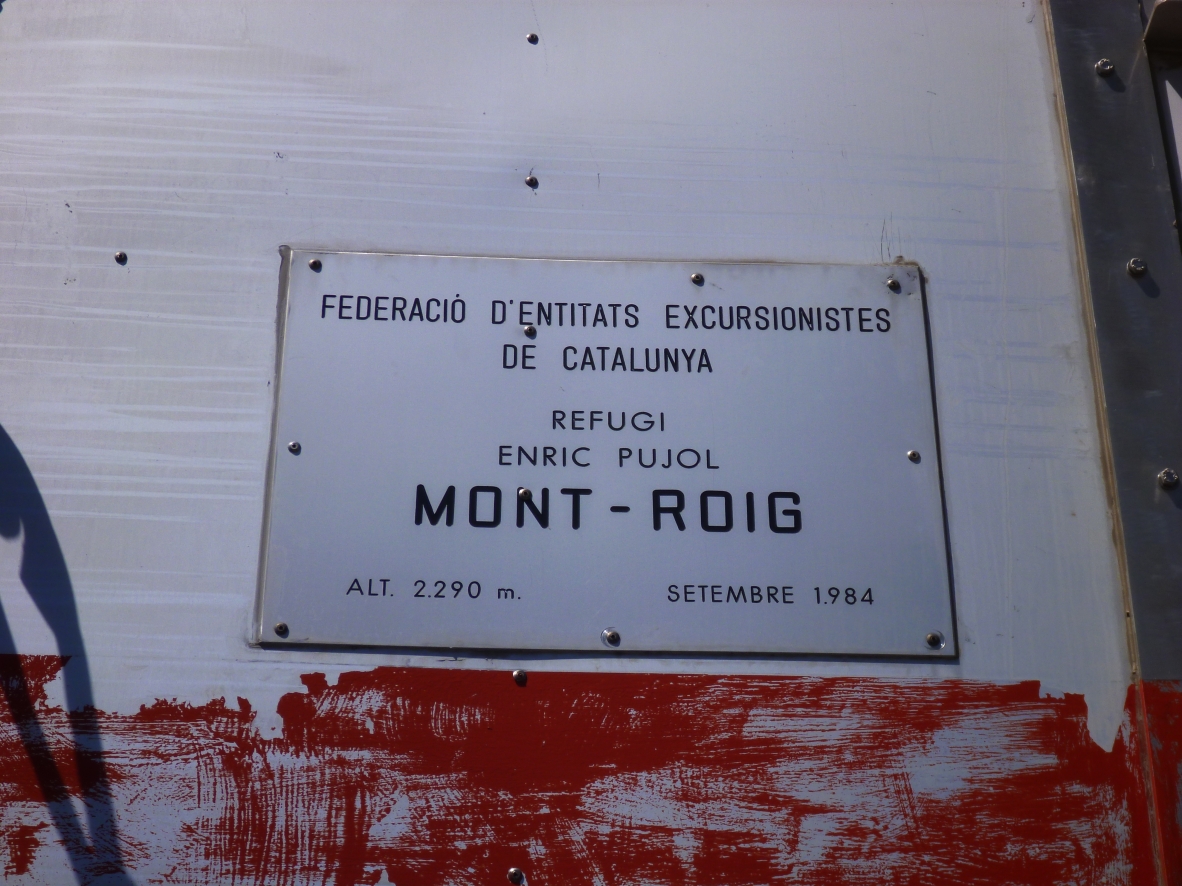 FEDERACIÓ D'ENTITATS EXCURSIONISTES
DE CATALUNYA
REFUGI
ENRIC PUJOL
MONT-ROIG
ALT. 2.290 m. SETEMBRE 1.984